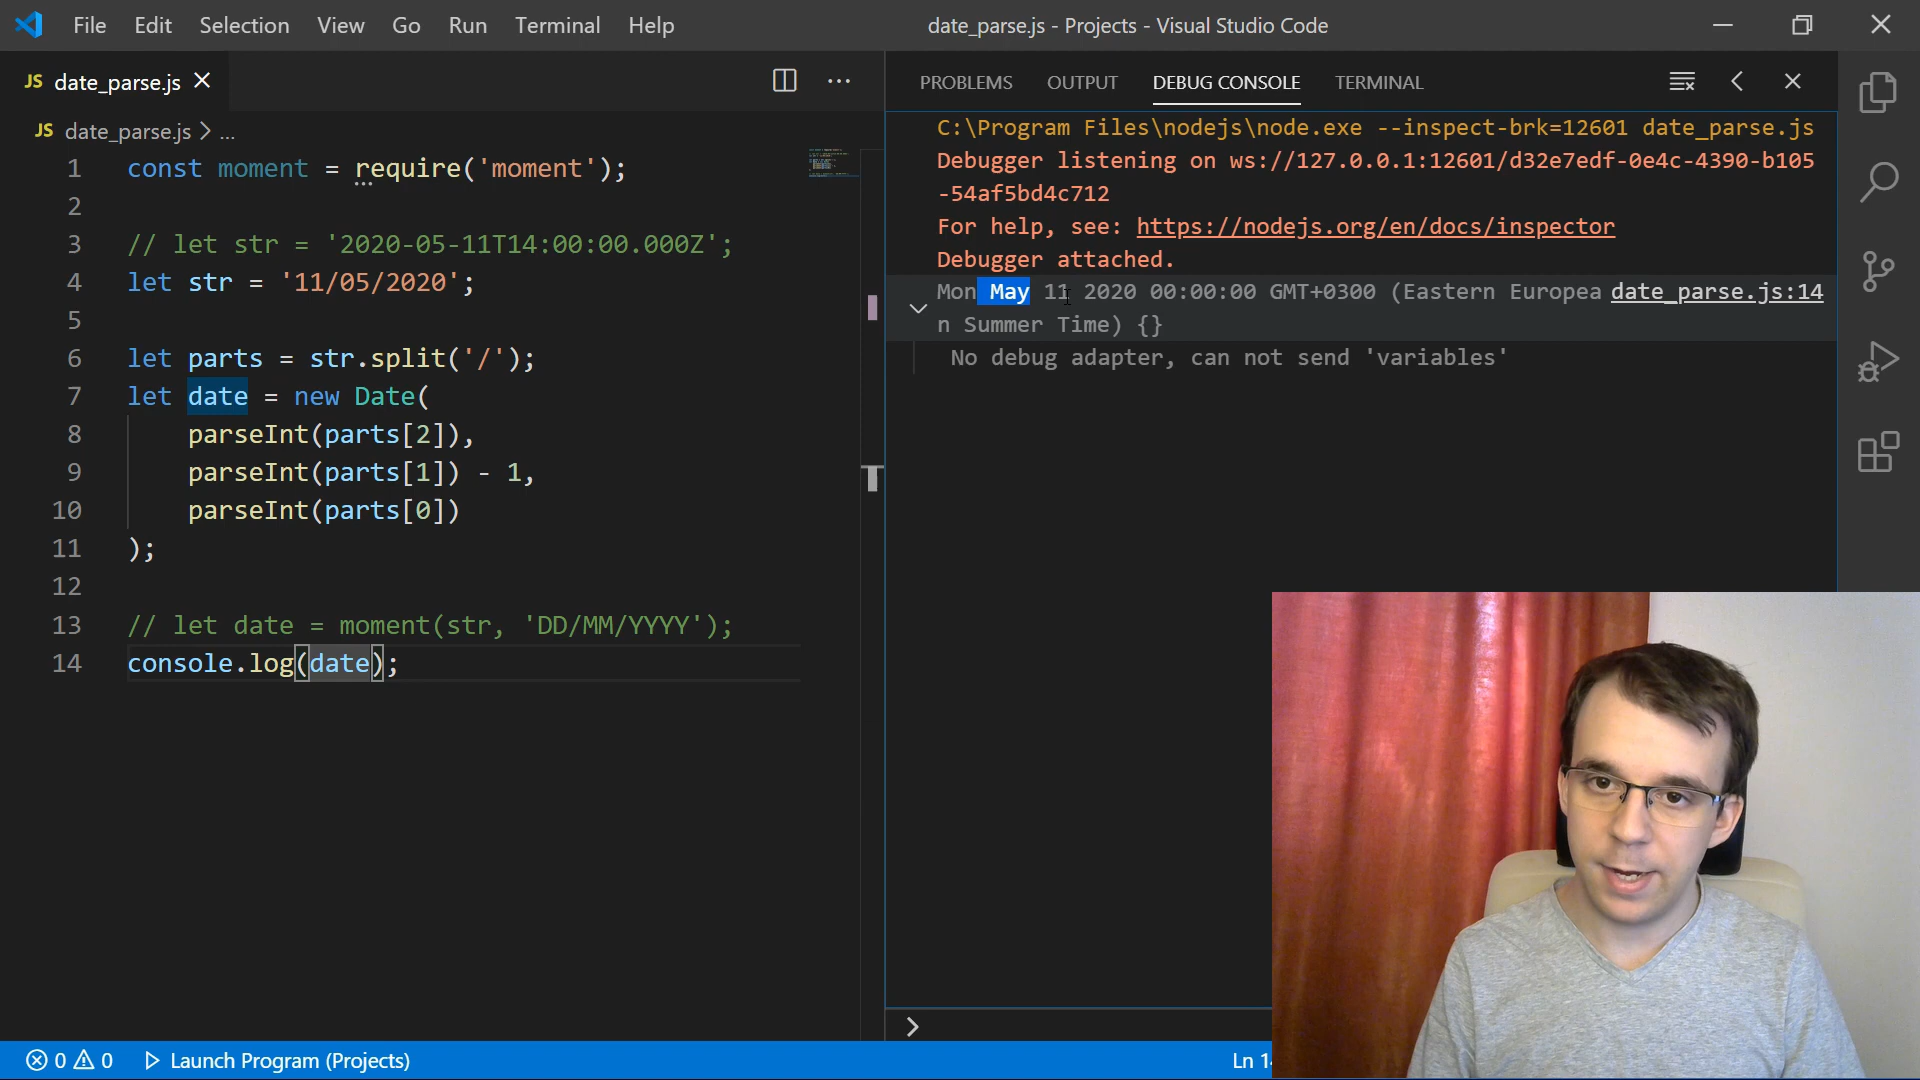 File Edit Selection View Go Run Terminal Help
date_parse.js - Projects - Visual Studio Code
JS date_parse.js
JS date_parse.js > ...
1 const moment = require('moment');
2
3 // let str = '2020-05-11T14:00:00.000Z';
4 let str = '11/05/2020';
5
6 let parts = str.split('/');
7 let date = new Date(
8 parseInt(parts[2]),
9 parseInt(parts[1]) - 1,
10 parseInt(parts[0])
11 );
12
13 // let date = moment(str, 'DD/MM/YYYY');
14 console.log(date);
PROBLEMS OUTPUT DEBUG CONSOLE TERMINAL
C:\Program Files\nodejs\node.exe --inspect-brk=12601 date_parse.js
Debugger listening on ws://127.0.0.1:12601/d32e7edf-0e4c-4390-b105
-54af5bd4c712
For help, see: https://nodejs.org/en/docs/inspector
Debugger attached.
Mon May 11 2020 00:00:00 GMT+0300 (Eastern Europea date_parse.js:14
n Summer Time) {}
No debug adapter, can not send 'variables'
>
0 0 Launch Program (Projects)
Ln